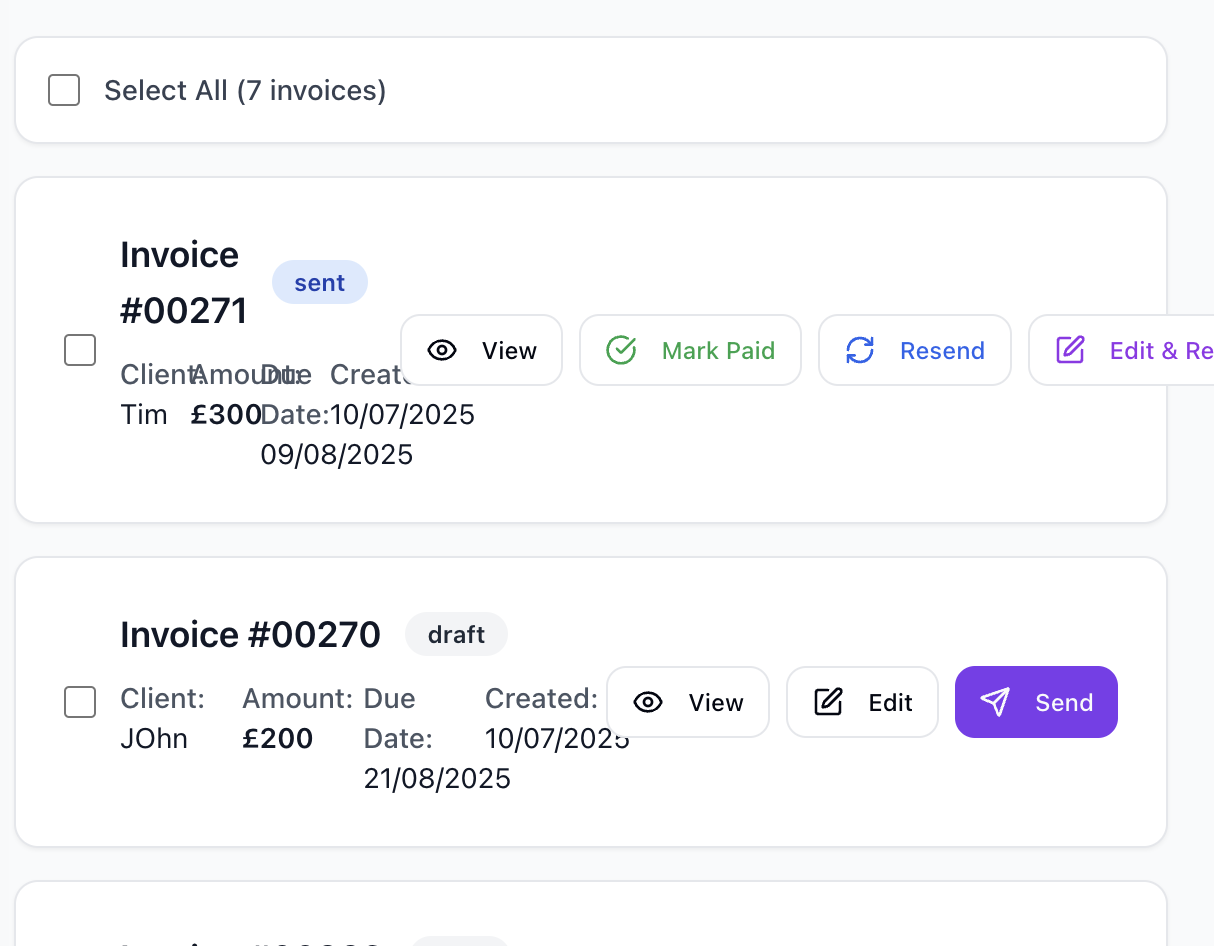 Select All (7 invoices)
Invoice
#00271
sent
View
Mark Paid
Resend
Edit & Re
Client:
Tim
Amount:
£300
Due
Date:
09/08/2025
Create
10/07/2025
Invoice #00270
draft
View
Edit
Send
Client:
JOhn
Amount:
£200
Due
Date:
21/08/2025
Created:
10/07/2025